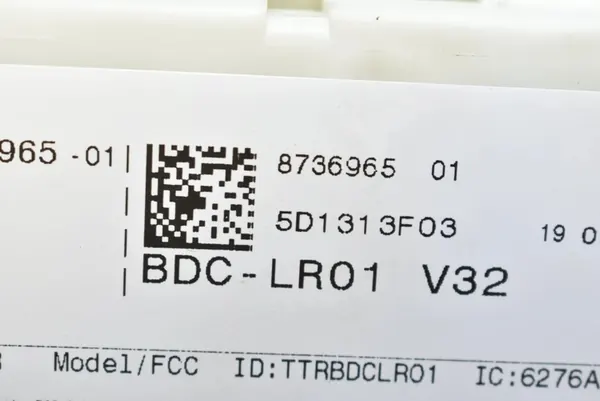 965 -01
8736965 01
5D1313F03 19 0
BDC-LR01 V32
Model/FCC ID:TTRBDCLR01 IC:6276A